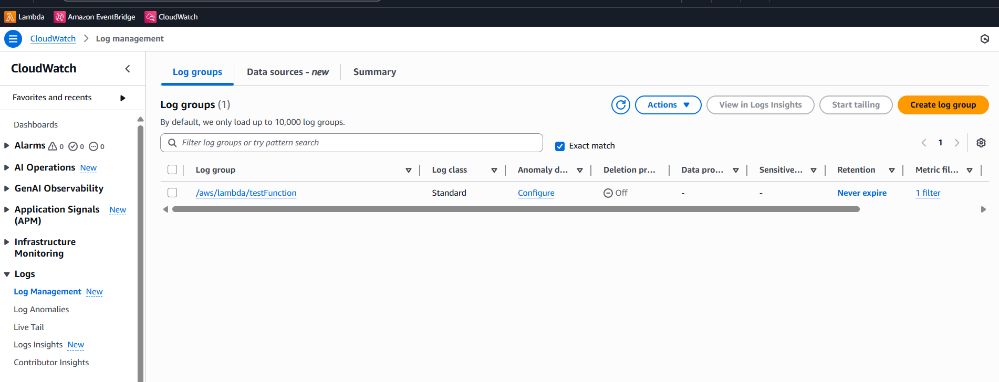 Lambda Amazon EventBridge CloudWatch
CloudWatch Log management
CloudWatch
Favorites and recents
Dashboards
Alarms 0 0 0
AI Operations New
GenAI Observability
Application Signals New
(APM)
Infrastructure
Monitoring
Logs
Log Management New
Log Anomalies
Live Tail
Logs Insights New
Contributor Insights
Log groups Data sources - new Summary
Log groups (1) Actions View in Logs Insights Start tailing Create log group
By default, we only load up to 10,000 log groups.
Filter log groups or try pattern search Exact match 1
Log group Log class Anomaly d... Deletion pr... Data pro... Sensitive... Retention Metric fil...
/aws/lambda/testFunction Standard Configure Off - - Never expire 1 filter